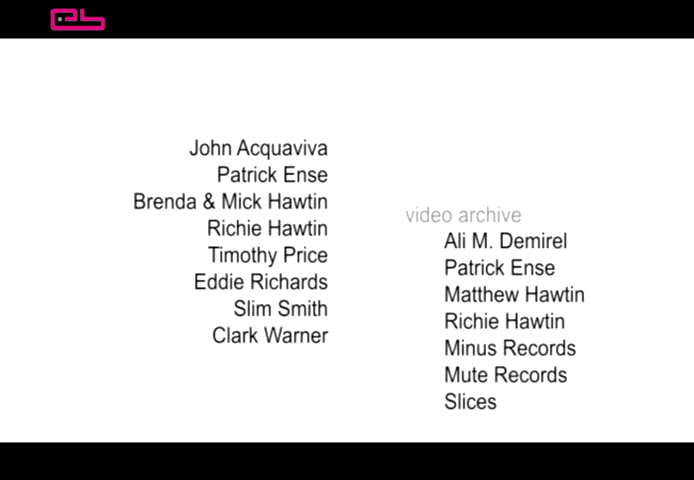 eb
John Acquaviva
Patrick Ense
Brenda & Mick Hawtin
Richie Hawtin
Timothy Price
Eddie Richards
Slim Smith
Clark Warner
video archive
Ali M. Demirel
Patrick Ense
Matthew Hawtin
Richie Hawtin
Minus Records
Mute Records
Slices